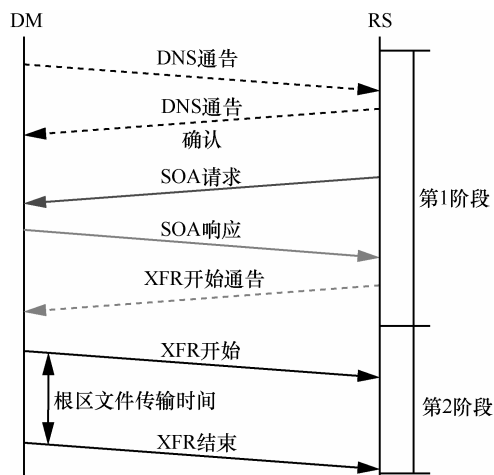 DM
RS
DNS通告
DNS通告
确认
SOA请求
SOA响应
XFR开始通告
第1阶段
XFR开始
根区文件传输时间
第2阶段
XFR结束